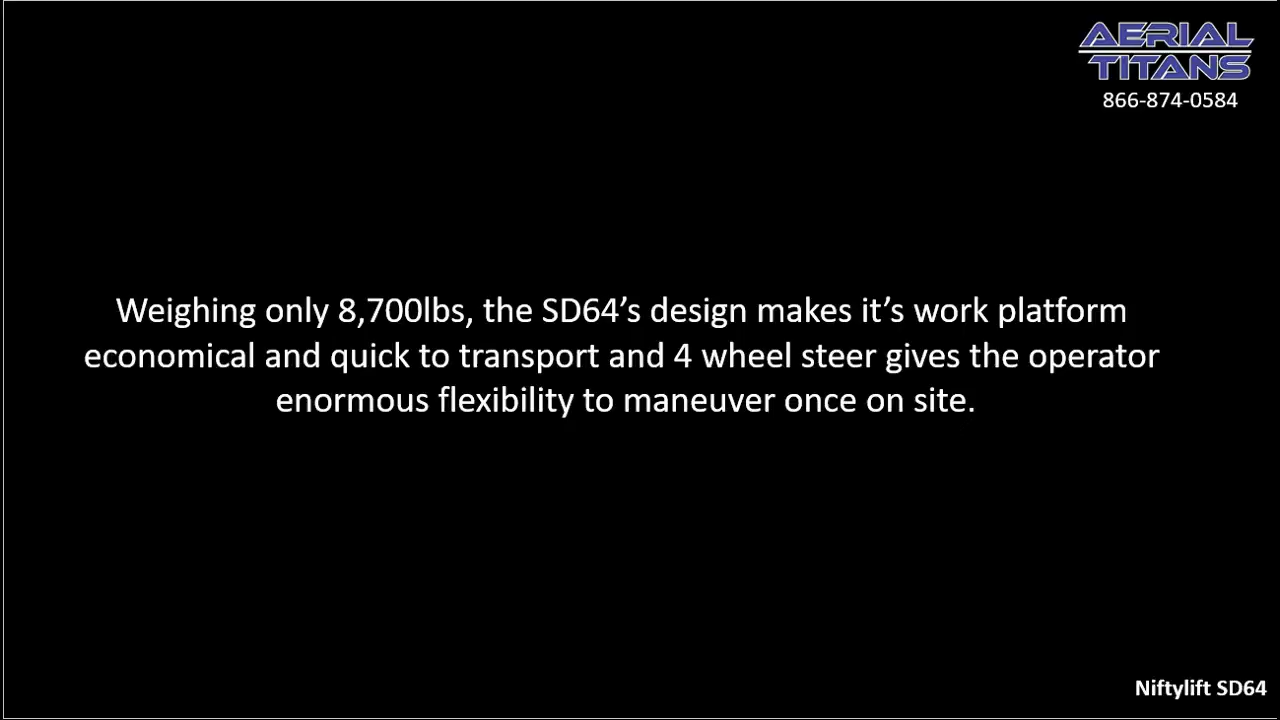 AERIAL
TITANS
866-874-0584
Weighing only 8,700lbs, the SD64’s design makes it’s work platform
economical and quick to transport and 4 wheel steer gives the operator
enormous flexibility to maneuver once on site.
Niftylift SD64